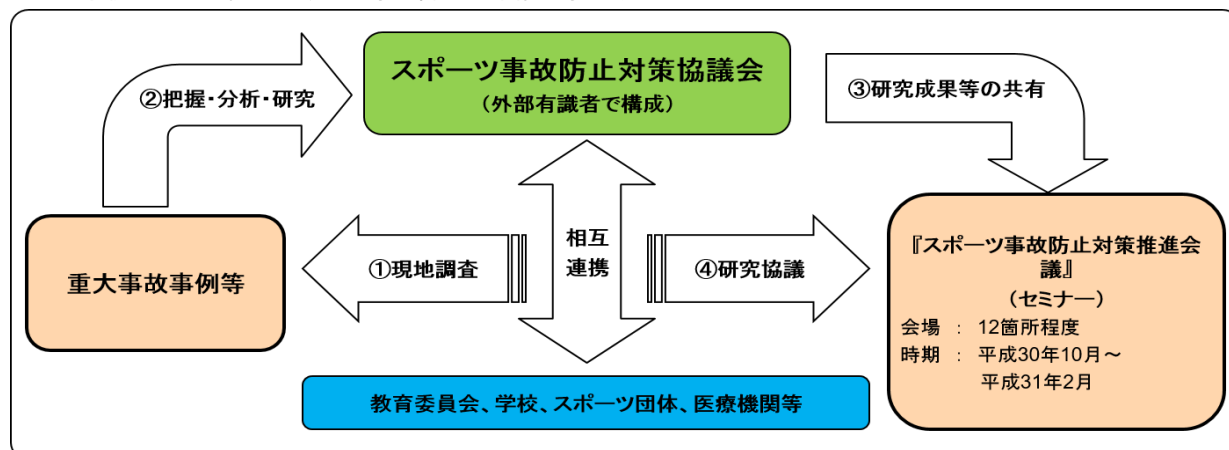 スポーツ事故防止対策協議会
（外部有識者で構成）
②把握・分析・研究
③研究成果等の共有
重大事故事例等
①現地調査
相互
連携
④研究協議
『スポーツ事故防止対策推進会
議』
（セミナー）
会場 ： 12箇所程度
時期 ： 平成30年10月～
平成31年2月
教育委員会、学校、スポーツ団体、医療機関等